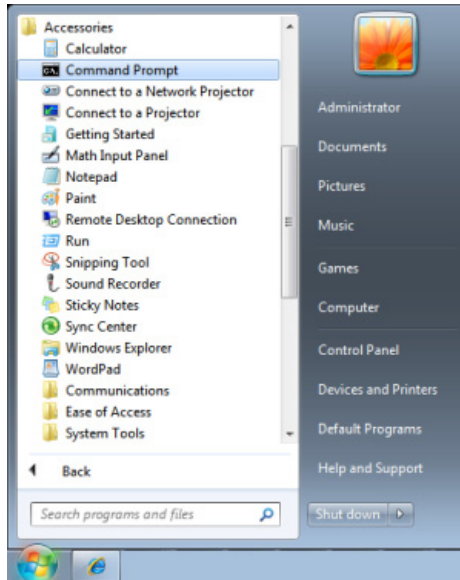 Accessories
Calculator
Command Prompt
Connect to a Network Projector
Connect to a Projector
Getting Started
Math Input Panel
Notepad
Paint
Remote Desktop Connection
Run
Snipping Tool
Sound Recorder
Sticky Notes
Sync Center
Windows Explorer
WordPad
Communications
Ease of Access
System Tools
Back
Search programs and files
Administrator
Documents
Pictures
Music
Games
Computer
Control Panel
Devices and Printers
Default Programs
Help and Support
Shut down